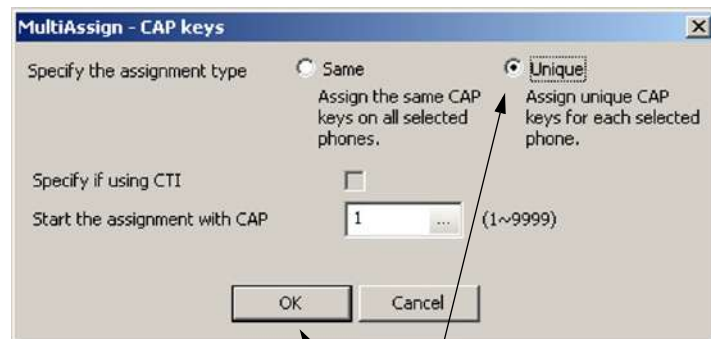 MultiAssign - CAP keys
Specify the assignment type
Same
Unique
Assign the same CAP
keys on all selected
phones.
Assign unique CAP
keys for each selected
phone.
Specify if using CTI
Start the assignment with CAP
1 ... (1~9999)
OK
Cancel